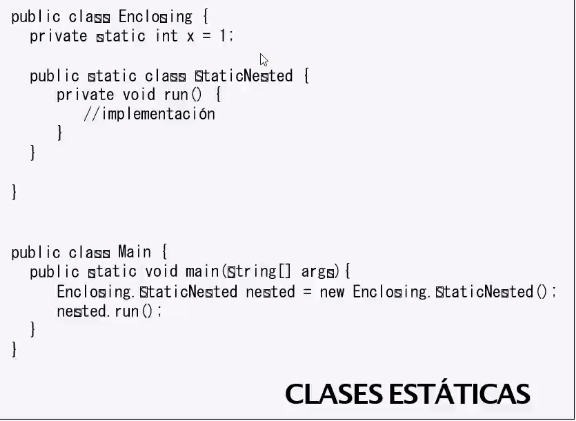 public class Enclosing {
private static int x = 1;
public static class StaticNested {
private void run() {
//implementación
}
}
}
public class Main {
public static void main(String[] args){
Enclosing.StaticNested nested = new Enclosing.StaticNested();
nested.run();
}
}
CLASES ESTÁTICAS